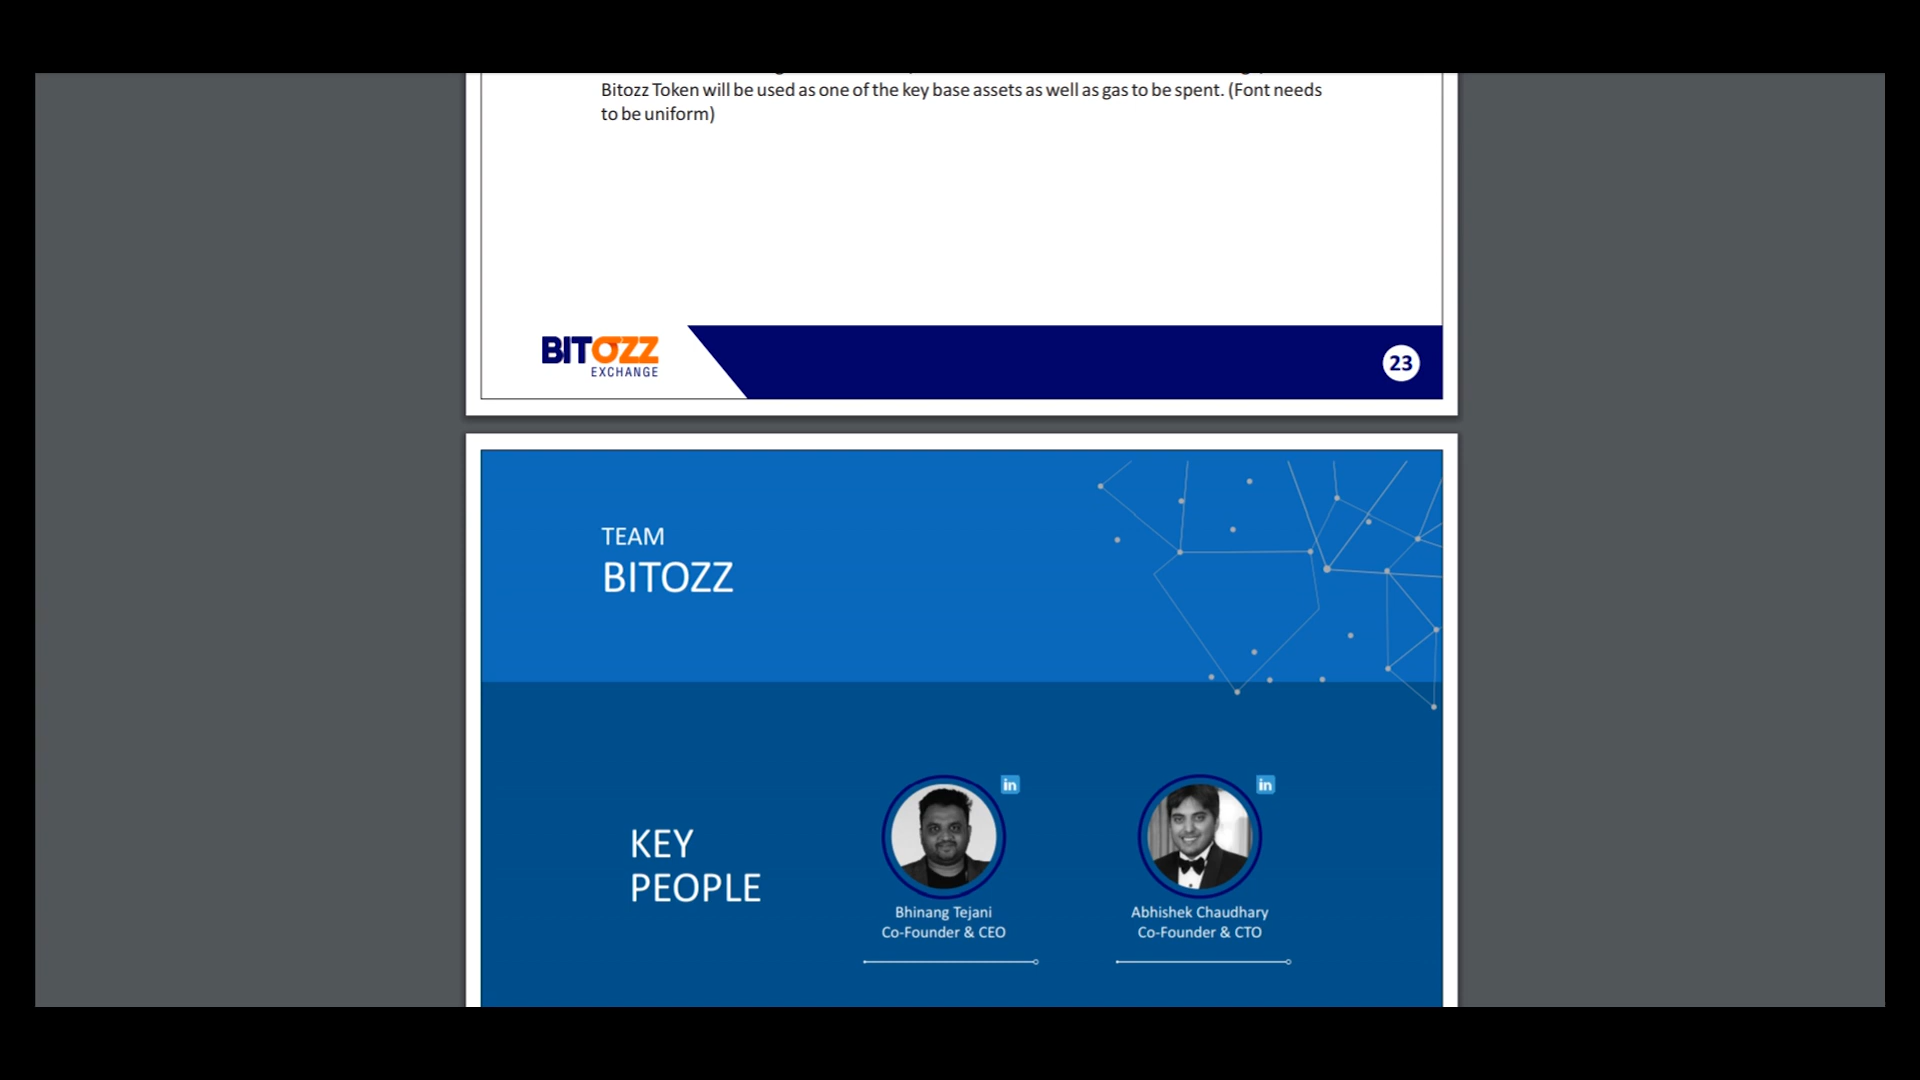 Bitozz Token will be used as one of the key base assets as well as gas to be spent. (Font needs
to be uniform)
BITOZZ
EXCHANGE
23
TEAM
BITOZZ
KEY
PEOPLE
in
in
Bhinang Tejani
Co-Founder & CEO
Abhishek Chaudhary
Co-Founder & CTO